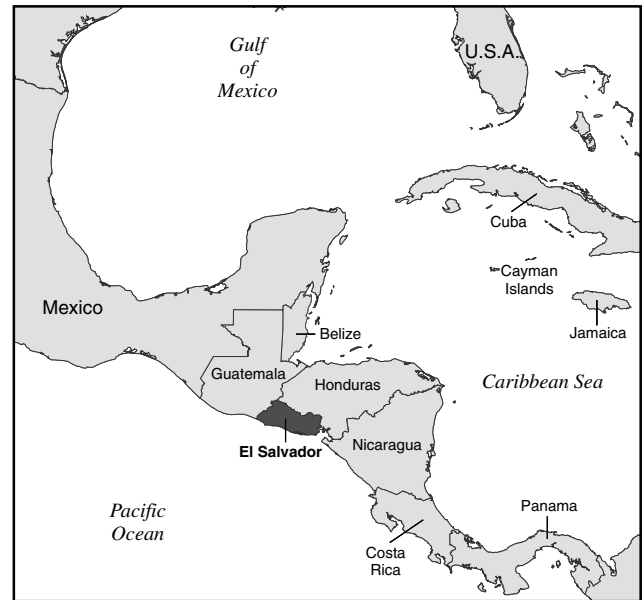 Gulf
of
Mexico
U.S.A.
Cuba
Cayman
Islands
Mexico
Jamaica
Belize
Guatemala
Honduras
Caribbean Sea
El Salvador
Nicaragua
Pacific
Ocean
Panama
Costa
Rica